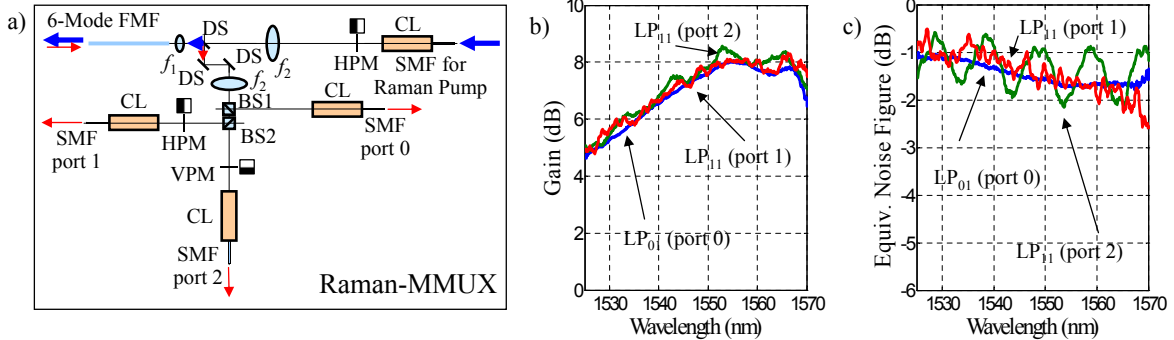 a)
6-Mode FMF
DS
CL
f1
DS
DS
f2
f2
HPM
SMF for
Raman Pump
CL
BS1
CL
SMF
port 1
HPM
BS2
SMF
port 0
VPM
CL
SMF
port 2
Raman-MMUX
b)
Gain (dB)
8
6
4
2
0
LP11 (port 2)
LP11 (port 1)
LP01 (port 0)
1530 1540 1550 1560 1570
Wavelength (nm)
c)
Equiv. Noise Figure (dB)
0
-1
-2
-3
-4
-5
-6
LP11 (port 1)
LP01 (port 0)
LP11 (port 2)
1530 1540 1550 1560 1570
Wavelength (nm)